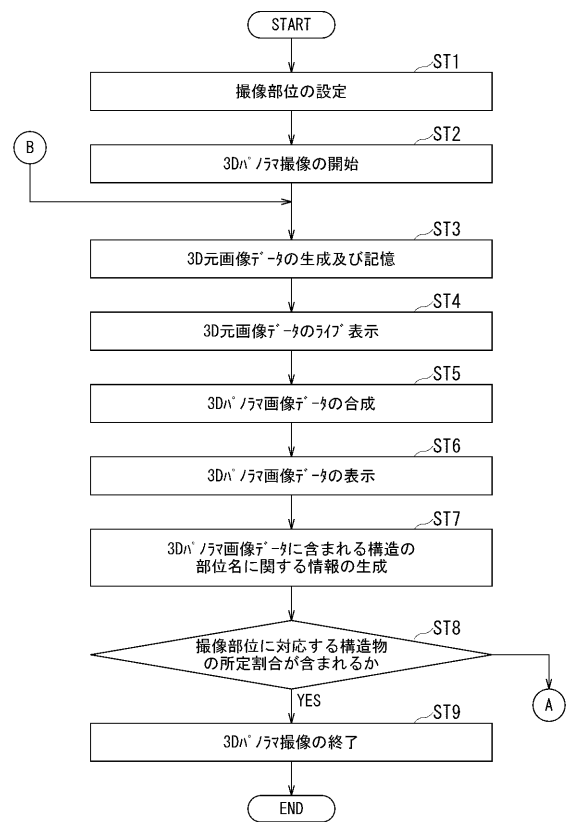 START
ST1
撮像部位の設定
ST2
B
3Dパノラマ撮像の開始
ST3
3D元画像データの生成及び記憶
ST4
3D元画像データのライブ表示
ST5
3Dパノラマ画像データの合成
ST6
3Dパノラマ画像データの表示
ST7
3Dパノラマ画像データに含まれる構造の
部位名に関する情報の生成
ST8
撮像部位に対応する構造物
の所定割合が含まれるか
A
YES
ST9
3Dパノラマ撮像の終了
END